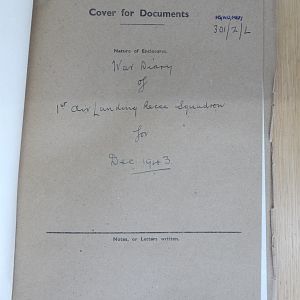 Cover for Documents
301/2/L
Nature of Enclosures.
War Diary
of
1st Air Landing Recce Squadron
for
Dec. 1943.
Notes, or Letters written.